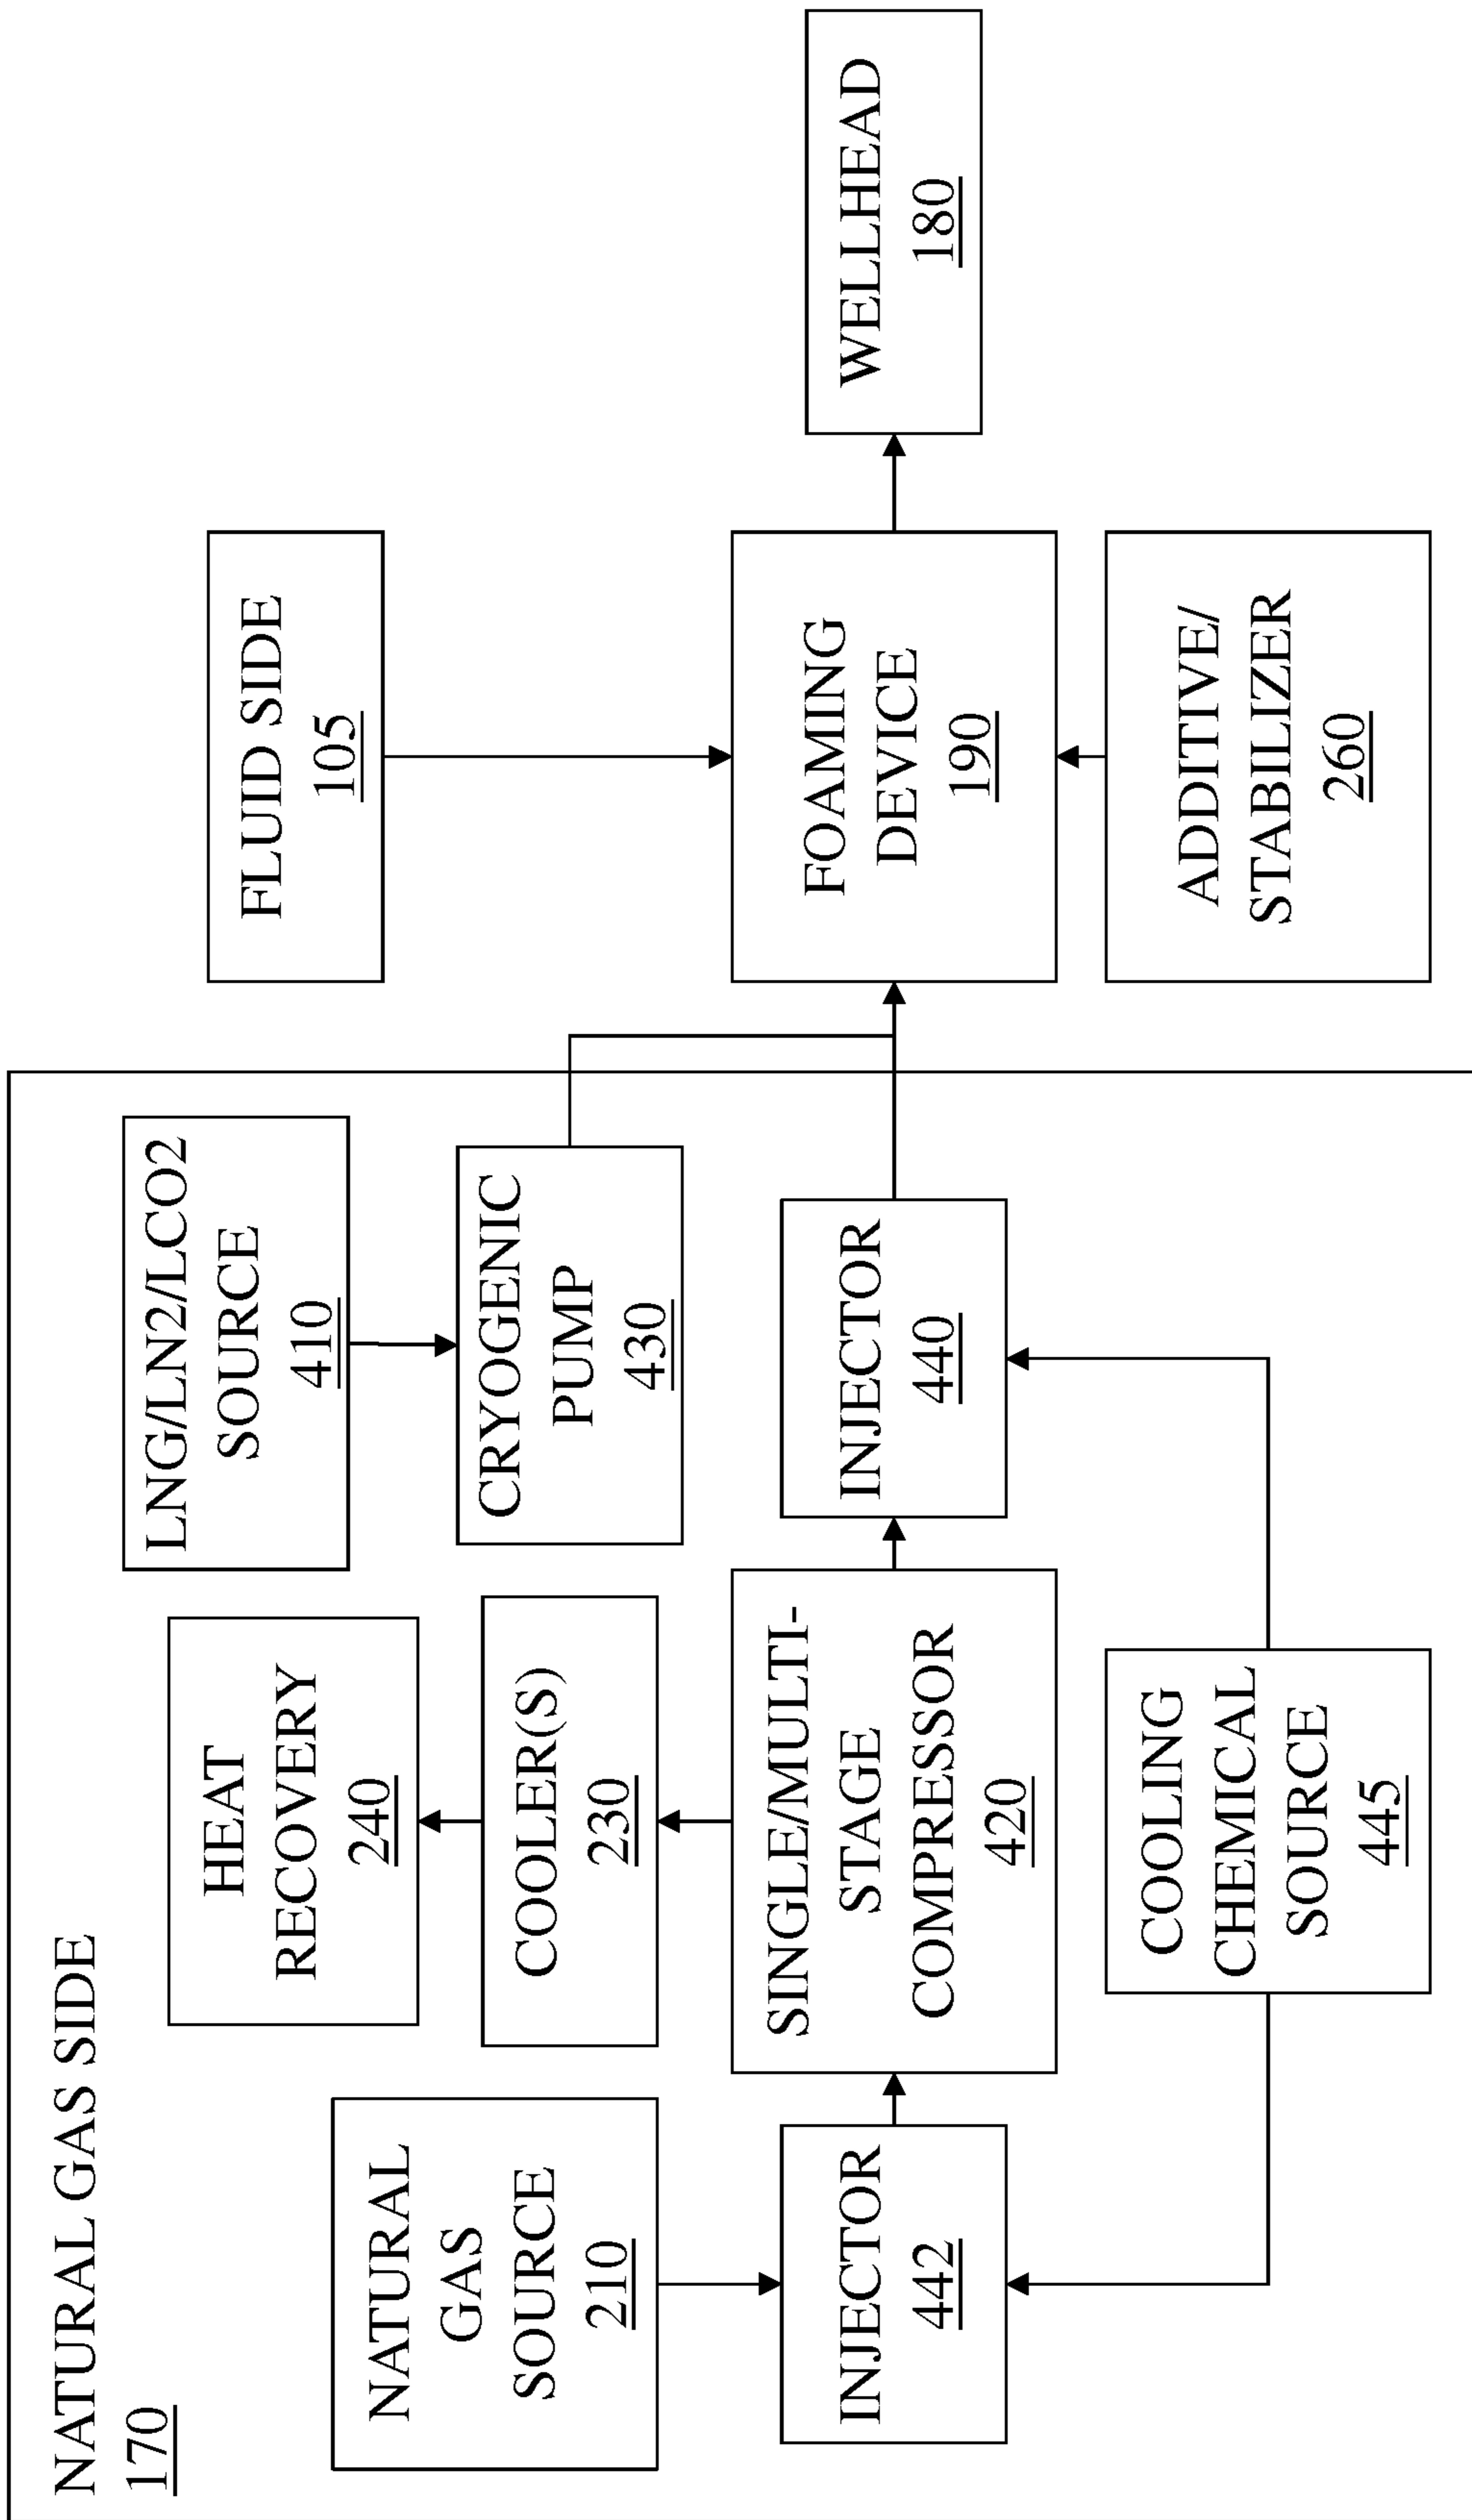 NATURAL GAS SIDE
170
NATURAL
GAS
SOURCE
210
INJECTOR
442
HEAT
RECOVERY
240
COOLER(S)
230
SINGLE/MULTI-
STAGE
COMPRESSOR
420
COOLING
CHEMICAL
SOURCE
445
LNG/LN2/LCO2
SOURCE
410
CRYOGENIC
PUMP
430
INJECTOR
440
FLUID SIDE
105
FOAMING
DEVICE
190
ADDITIVE/
STABILIZER
260
WELLHEAD
180